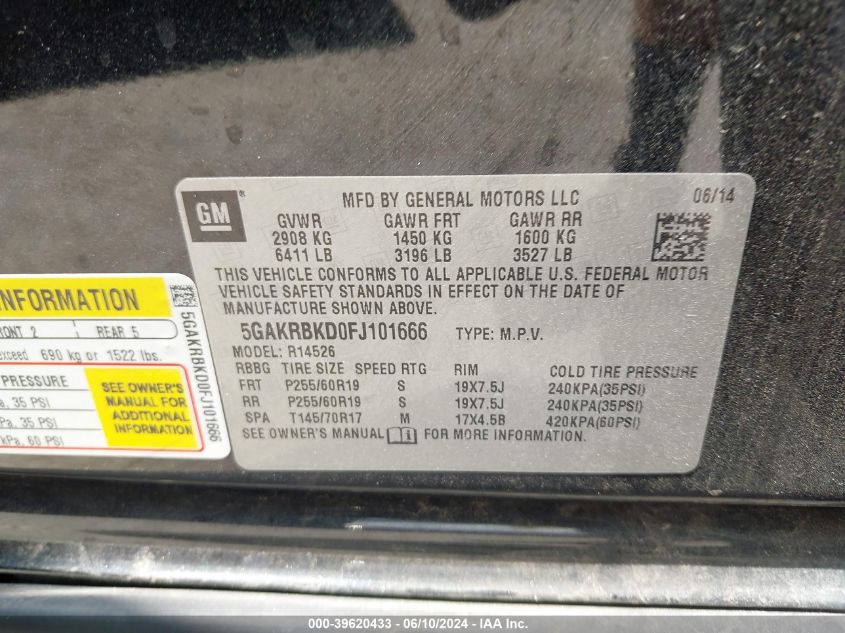 MFD BY GENERAL MOTORS LLC 06/14
GM®
GVWR GAWR FRT GAWR RR
2908 KG 1450 KG 1600 KG
6411 LB 3196 LB 3527 LB
THIS VEHICLE CONFORMS TO ALL APPLICABLE U.S. FEDERAL MOTOR
VEHICLE SAFETY STANDARDS IN EFFECT ON THE DATE OF
MANUFACTURE SHOWN ABOVE.
5GAKRBKD0FJ101666 TYPE: M.P.V.
MODEL: R14526
RBBG TIRE SIZE SPEED RTG RIM COLD TIRE PRESSURE
FRT P255/60R19 S 19X7.5J 240KPA(35PSI)
RR P255/60R19 S 19X7.5J 240KPA(35PSI)
SPA T145/70R17 M 17X4.5B 420KPA(60PSI)
SEE OWNER'S MANUAL FOR MORE INFORMATION.
INFORMATION
FRONT 2 REAR 5
exceed 690 kg or 1522 lbs.
PRESSURE
35 PSI
35 PSI
kPa, 60 PSI
SEE OWNER'S
MANUAL FOR
ADDITIONAL
INFORMATION
5GAKRBKD0FJ101666
000-39620433 - 06/10/2024 - IAA Inc.